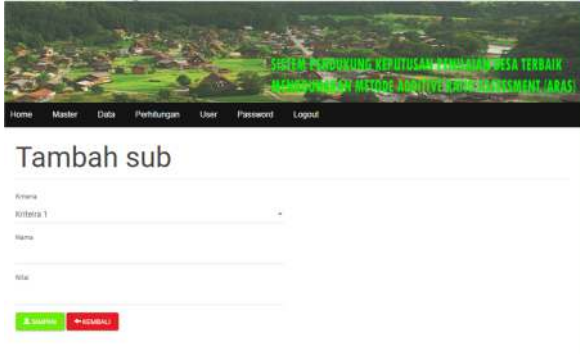 SISTEM PENDUKUNG KEPUTUSAN PENILAIAN DESA TERBAIK
MENGGUNAKAN METODE ADDITIVE RATIO ASSESSMENT (ARAS)
Home Master Data Perhitungan User Password Logout
Tambah sub
Kriteria
Kriteira 1
Nama
Nilai
SIMPAN KEMBALI